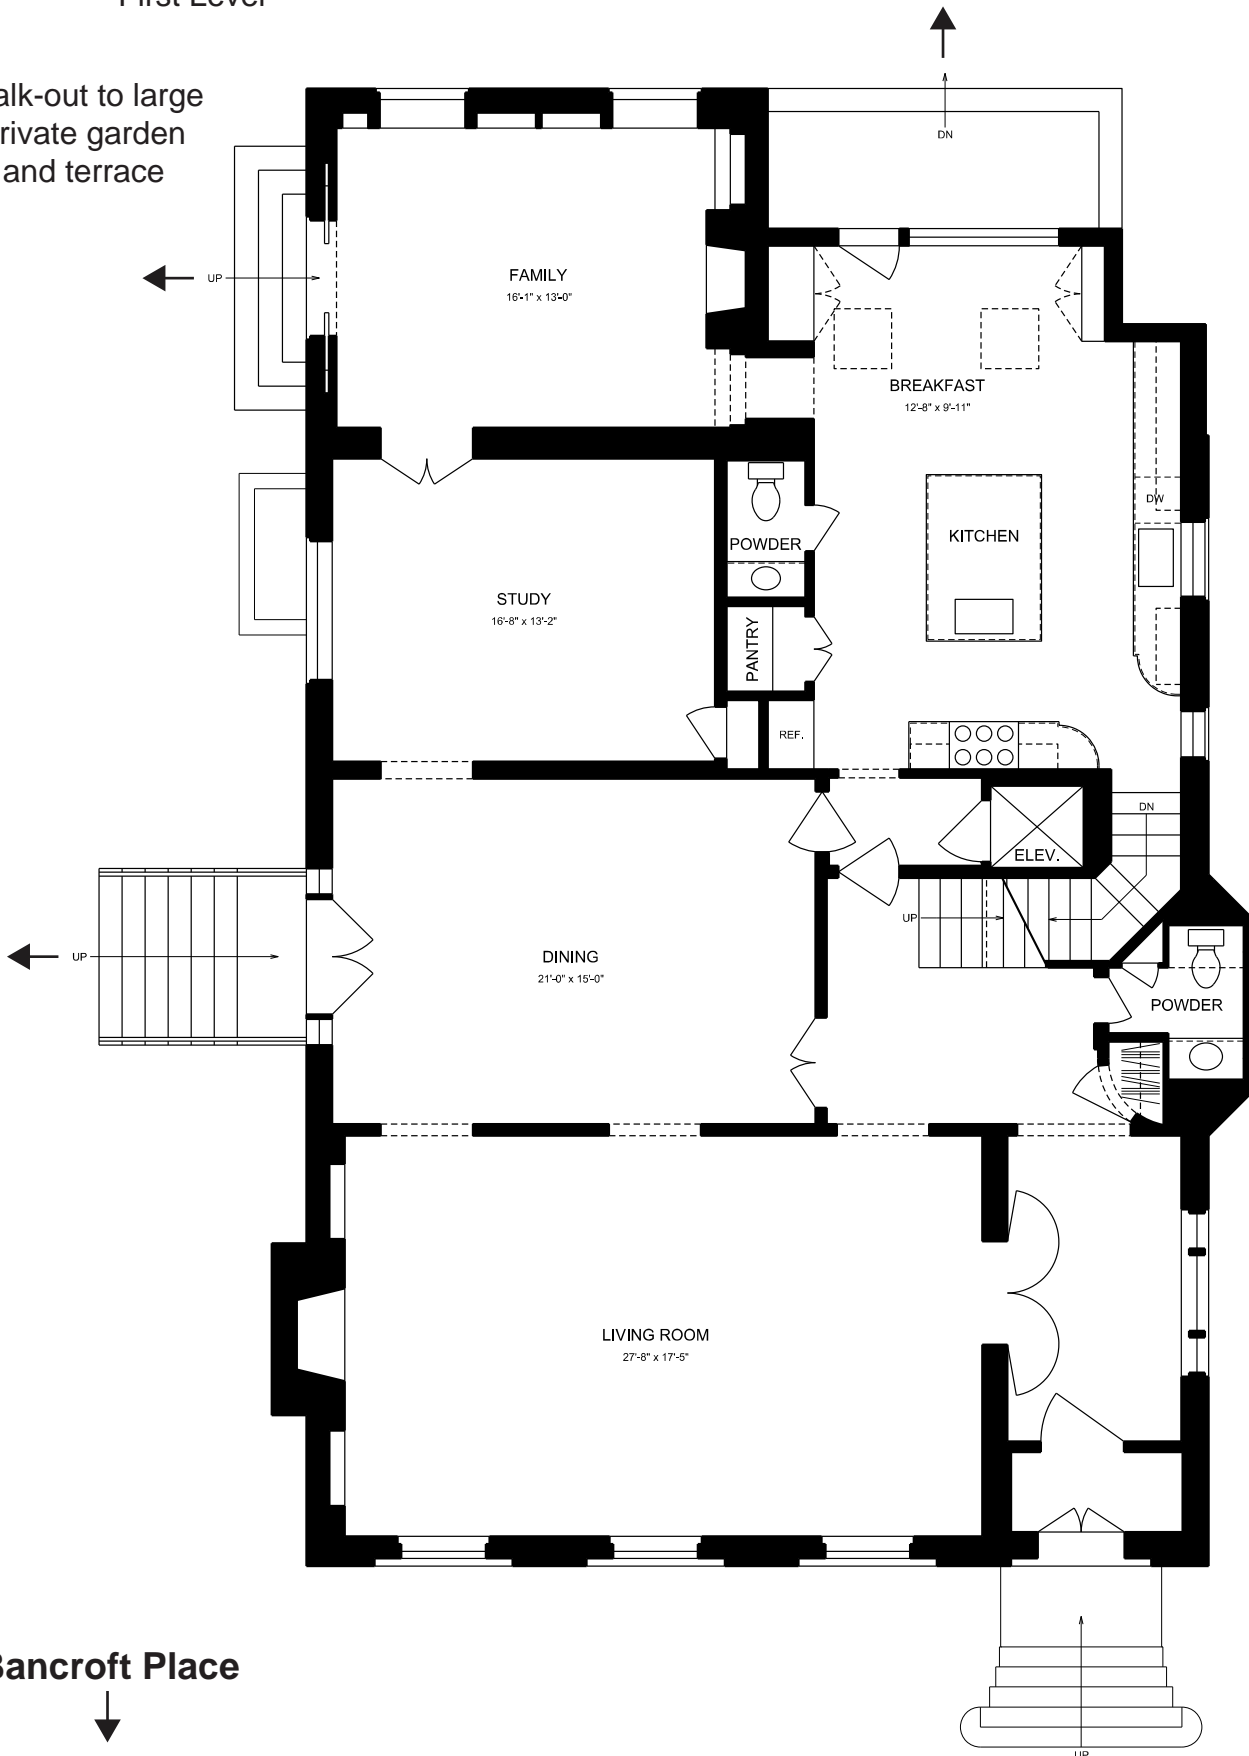 First Level
alk-out to large
rivate garden
and terrace
DN
UP
FAMILY
16'-1" x 13'-0"
BREAKFAST
12'-8" x 9'-11"
DW
POWDER
KITCHEN
STUDY
16'-8" x 13'-2"
PANTRY
REF.
DN
ELEV.
UP
UP
DINING
21'-0" x 15'-0"
POWDER
LIVING ROOM
27'-8" x 17'-5"
Bancroft Place
UP